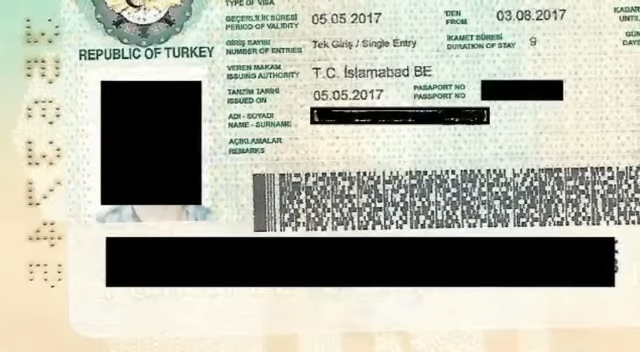 REPUBLIC OF TURKEY
TYPE OF VISA
GEÇERLİLİK SÜRESİ
PERIOD OF VALIDITY
05.05.2017
'DEN
FROM
03.08.2017
KADAR
UNTIL
GİRİŞ SAYISI
NUMBER OF ENTRIES
Tek Giriş / Single Entry
İKAMET SÜRESİ
DURATION OF STAY
9
GÜN
DAYS
VEREN MAKAM
ISSUING AUTHORITY
T.C. İslamabad BE
TANZİM TARİHİ
ISSUED ON
05.05.2017
PASAPORT NO
PASSPORT NO
ADI - SOYADI
NAME - SURNAME
AÇIKLAMALAR
REMARKS